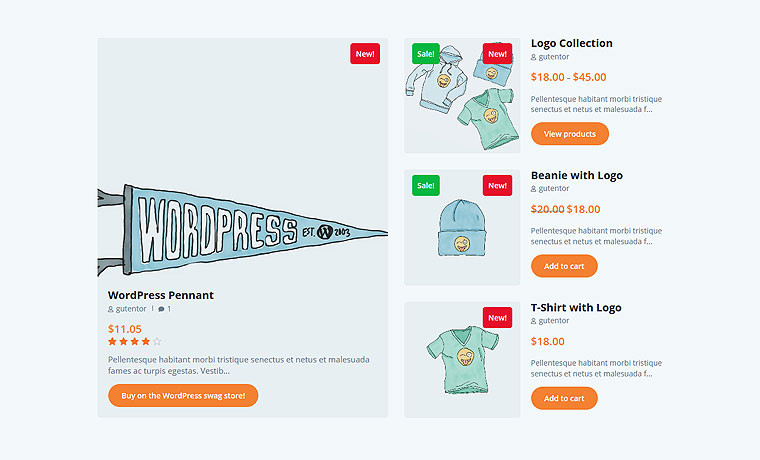 New!
WORDPRESS EST. W 2003
WordPress Pennant
gutentor | 1
$11.05
Pellentesque habitant morbi tristique senectus et netus et malesuada
fames ac turpis egestas. Vestib...
Buy on the WordPress swag store!
Sale! New!
Logo Collection
gutentor
$18.00 - $45.00
Pellentesque habitant morbi tristique
senectus et netus et malesuada f...
View products
Sale! New!
Beanie with Logo
gutentor
$20.00 $18.00
Pellentesque habitant morbi tristique
senectus et netus et malesuada f...
Add to cart
New!
T-Shirt with Logo
gutentor
$18.00
Pellentesque habitant morbi tristique
senectus et netus et malesuada f...
Add to cart